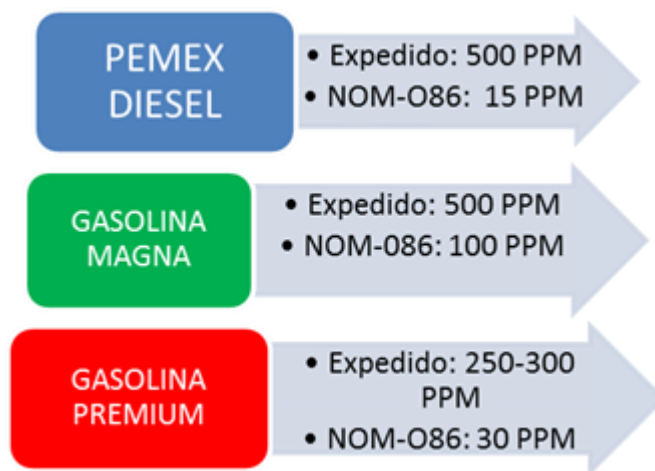 PEMEX
DIESEL
• Expedido: 500 PPM
• NOM-O86: 15 PPM
GASOLINA
MAGNA
• Expedido: 500 PPM
• NOM-086: 100 PPM
GASOLINA
PREMIUM
• Expedido: 250-300
PPM
• NOM-O86: 30 PPM